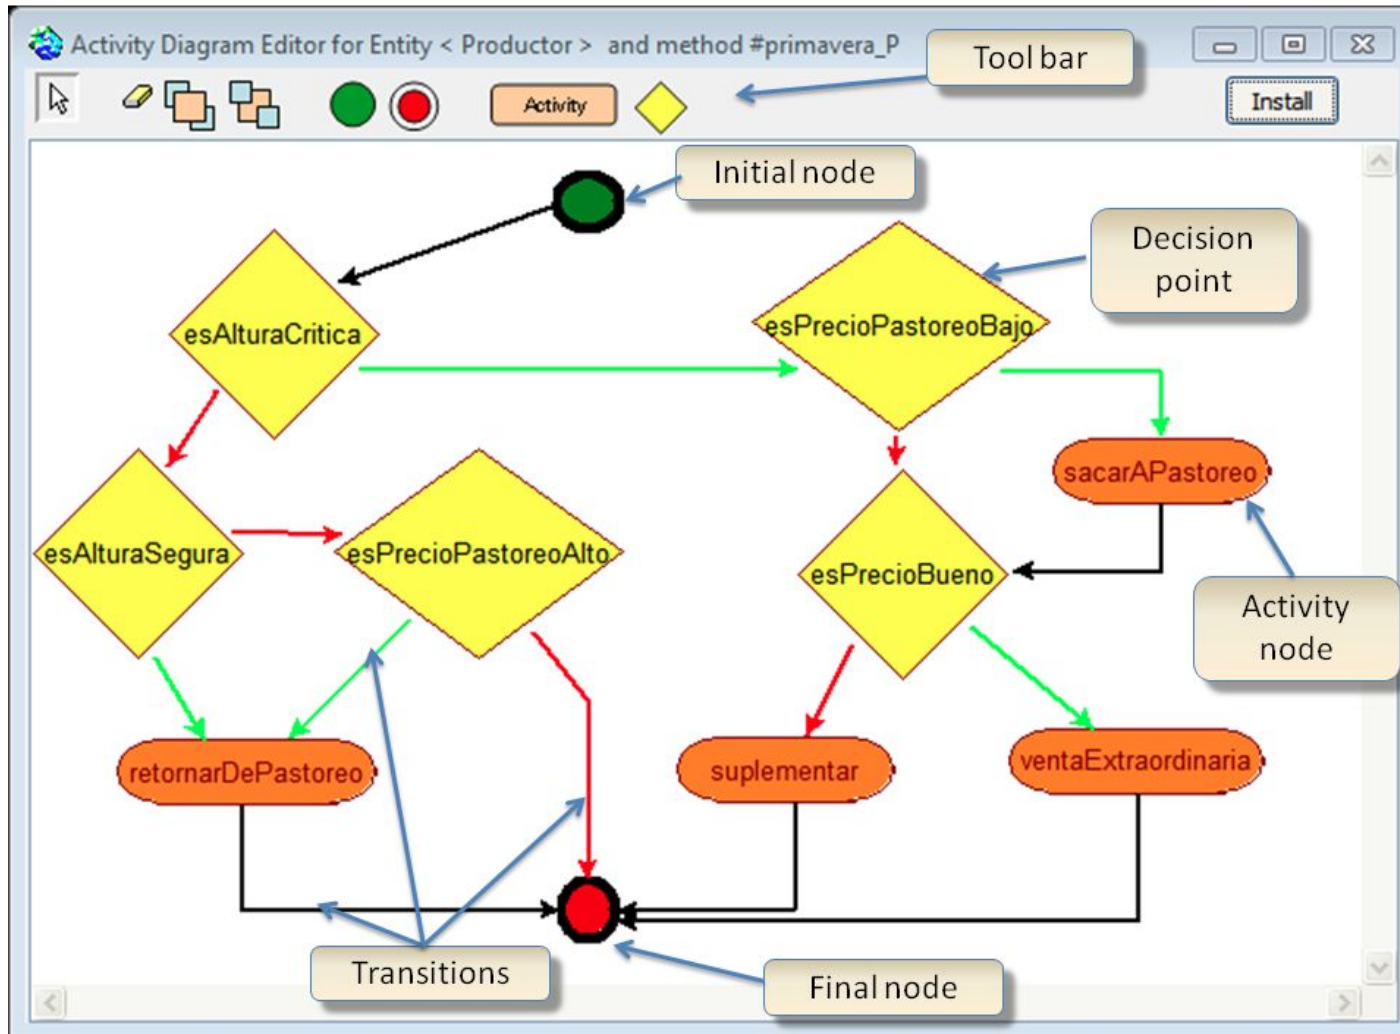 Activity Diagram Editor for Entity < Productor > and method #primavera_P
Tool bar
Activity
Install
Initial node
Decision
point
esAlturaCritica
esPrecioPastoreoBajo
sacarAPastoreo
esAlturaSegura
esPrecioPastoreoAlto
esPrecioBueno
Activity
node
retornarDePastoreo
suplementar
ventaExtraordinaria
Transitions
Final node